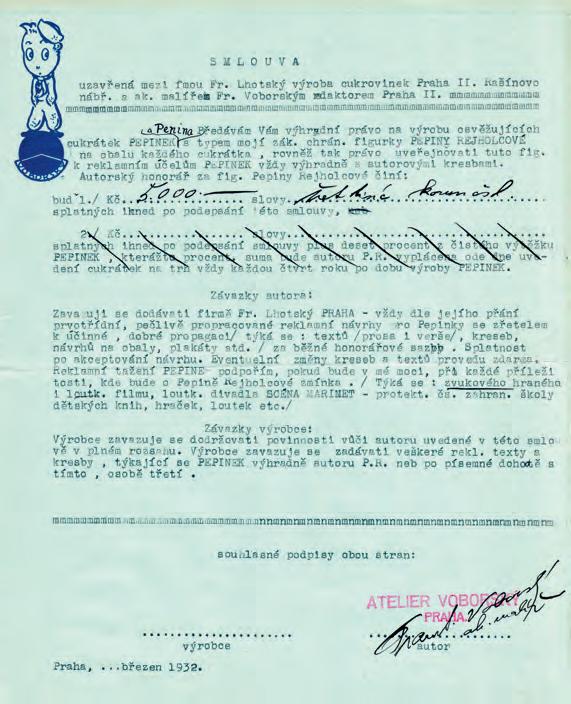 SMLOUVA
uzavřená mezi fmou Fr. Lhotský výroba cukrovinek Praha II. Rašínovo
nábř. a ak. malířem Fr. Voborským redaktorem Praha II.
a Penina
Předávám Vám výhradní právo na výrobu osvěžujících
cukrátek PEPINEK s typem mojí zák. chrán. figurky PEPINY REJHOLCOVÉ
na obalu každého cukrátka , rovněž tak právo uveřejnovati tuto fig.
k reklamním účelům PEPINEK vždy výhradně s autorovými kresbami.
Autorský honorář za fig. Pepiny Rejholcové činí:
buď 1./ Kč..5.000.-........ slovy....................korun čsl.
splatných ihned po podepsání této smlouvy,
2. Kč................ slovy..........................
splatných ihned po podepsání smlouvy plus deset procent z čistého výtěžku
PEPINEK , kterážto procent. suma bude autoru P.R. vyplácena ode dne uve-
dení cukrátek na trh vždy každou čtvrt roku po dobu výroby PEPINEK.
Závazky autora:
Zavazuji se dodávati firmě Fr. Lhotský PRAHA - vždy dle jejího přání
prvotřídní, pečlivě propracované reklamní návrhy pro Pepinky se zřetelem
k účinné , dobré propagaci/ týká se : textů /prosa i verše/, kreseb,
návrhů na obaly, plakáty std. / za běžné honorářové sazby . Splatnost
po akceptování návrhu. Eventuelní změny kreseb a textů provedu zdarma.
Reklamní tažení PEPINEK podpořím, pokud bude v mé moci, při každé příleži
tosti, kde bude o Pepině Rejholcové zmínka . / Týká se : zvukového hraného
i loutk. filmu, loutk. divadla SCÉNA MARINET - protekt. čs. zahran. školy
dětských knih, hraček, loutek etc./
Závazky výrobce:
Výrobce zavazuje se dodržovati povinnosti vůči autoru uvedené v této smlo
vě v plném rozsahu. Výrobce zavazuje se zadávati veškeré rekl. texty a
kresby , týkající se PEPINEK výhradně autoru P.R. neb po písemné dohodě s
tímto , osobě třetí .
souhlasné podpisy obou stran:
ATELIER VOBORSKÝ
PRAHA.
Frant. Voborský
ak. malíř
výrobce
autor
Praha, ...březen 1932.